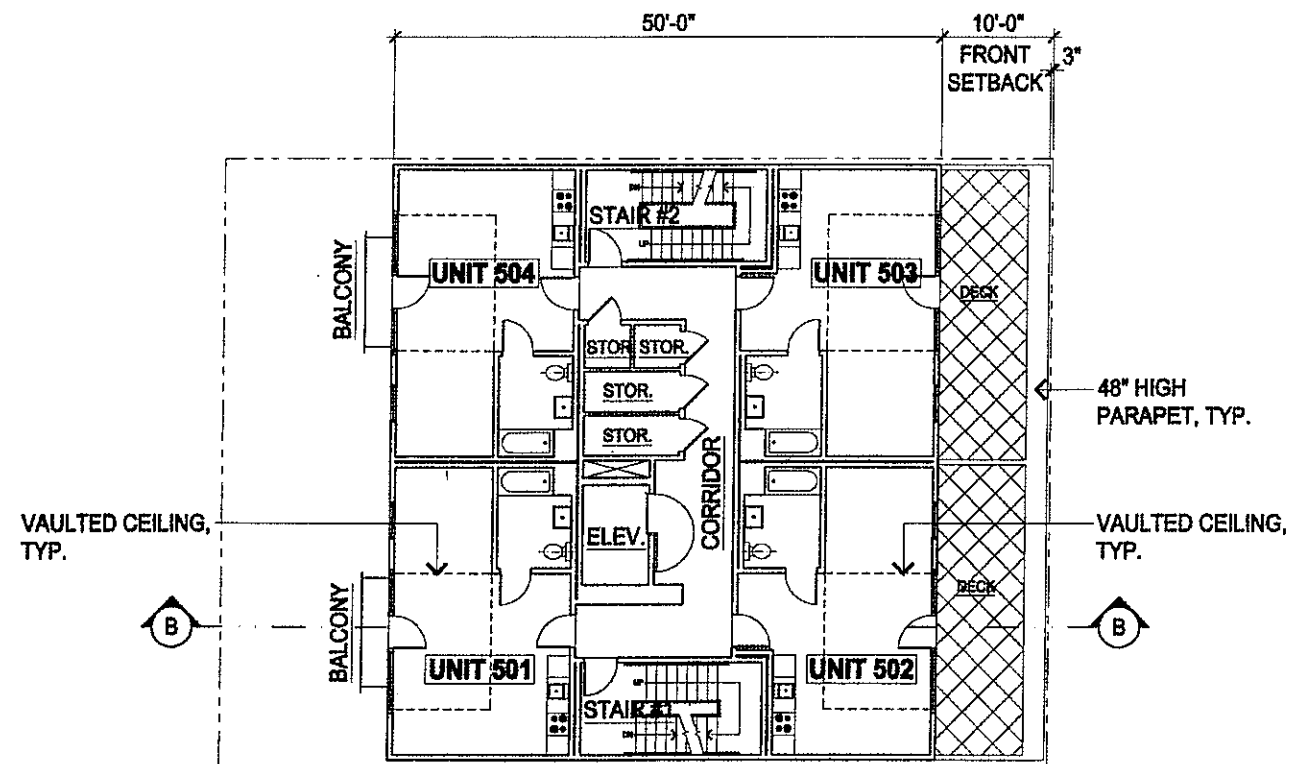 50'-0"
10'-0"
FRONT
SETBACK
3"
DN
STAIR #2
UP
BALCONY
UNIT 504
UNIT 503
DECK
STOR.
STOR.
STOR.
STOR.
48" HIGH
PARAPET, TYP.
CORRIDOR
VAULTED CEILING,
TYP.
ELEV.
VAULTED CEILING,
TYP.
DECK
B
B
BALCONY
UNIT 501
UNIT 502
UP
STAIR #1
DN